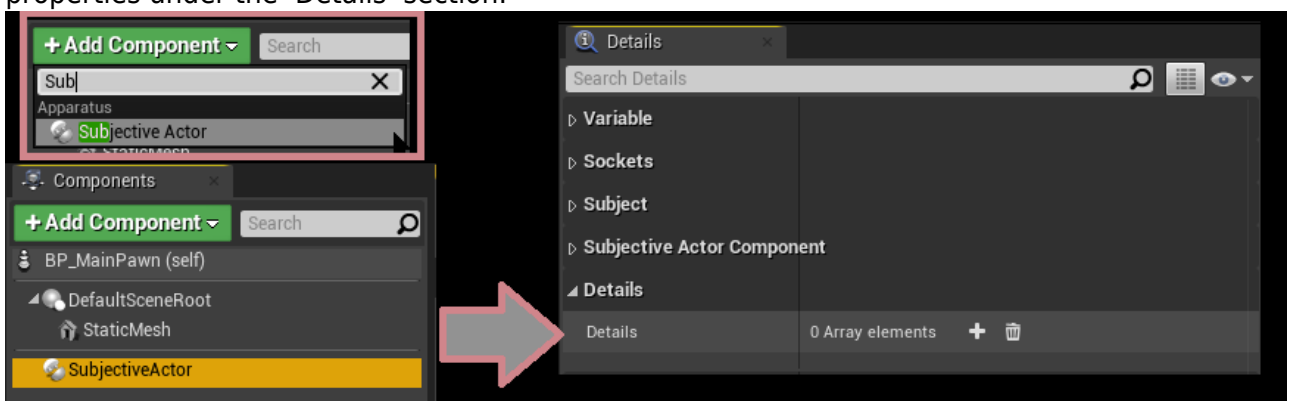 properties under the "Details" section.
+ Add Component Search
Sub
Apparatus
Subjective Actor
StaticMesh
Components
+ Add Component Search
BP_MainPawn (self)
DefaultSceneRoot
StaticMesh
SubjectiveActor
Details
Search Details
Variable
Sockets
Subject
Subjective Actor Component
Details
Details 0 Array elements